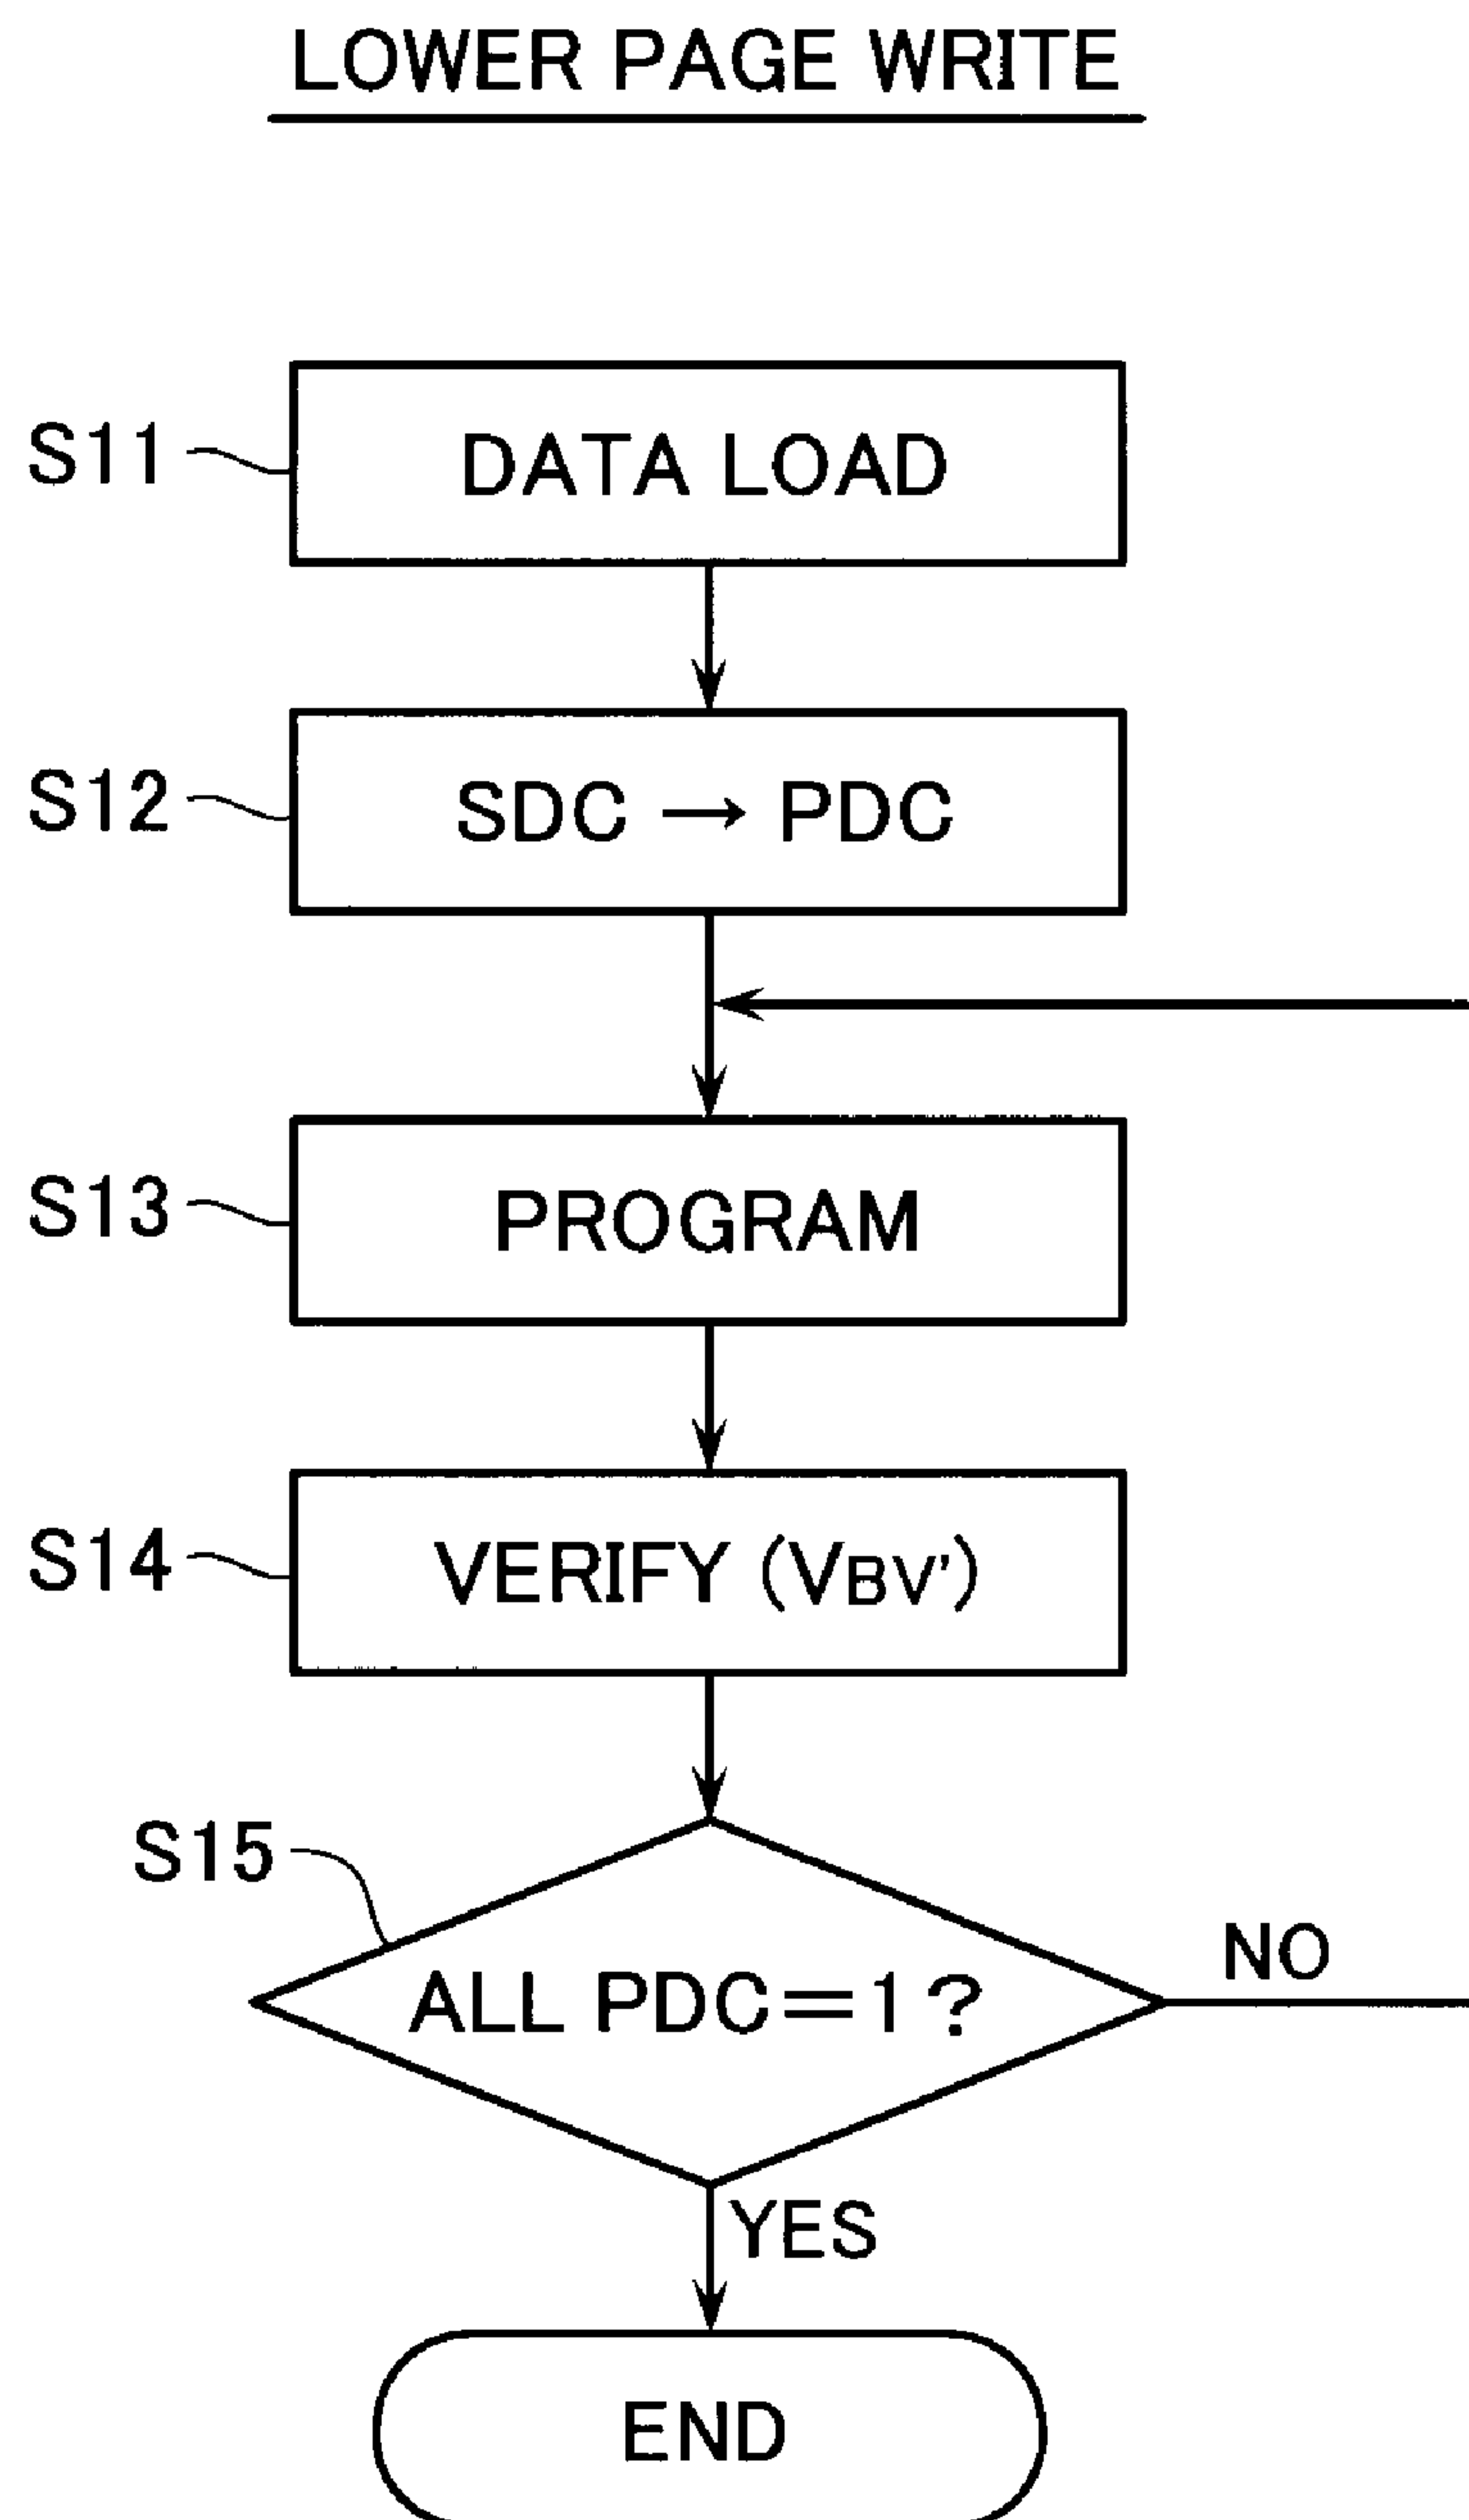 LOWER PAGE WRITE
S11
DATA LOAD
S12
SDC → PDC
S13
PROGRAM
S14
VERIFY (VBV')
S15
ALL PDC=1?
NO
YES
END